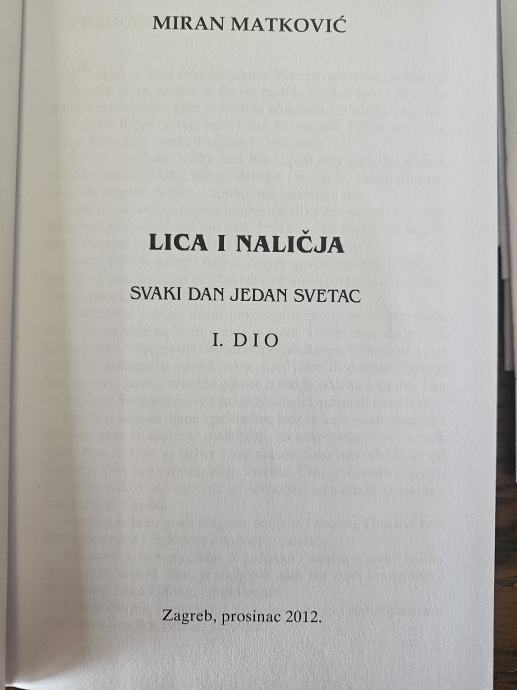 MIRAN MATKOVIĆ
LICA I NALIČJA
SVAKI DAN JEDAN SVETAC
I. DIO
Zagreb, prosinac 2012.